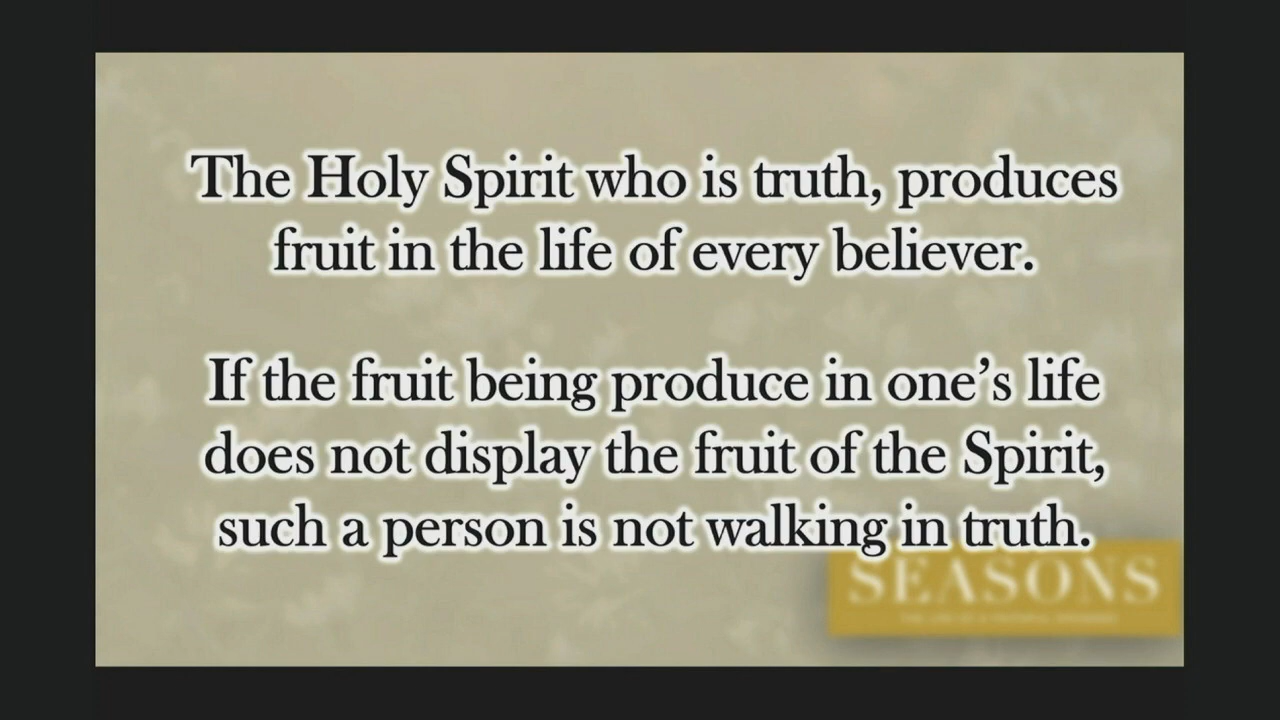 The Holy Spirit who is truth, produces
fruit in the life of every believer.
If the fruit being produce in one’s life
does not display the fruit of the Spirit,
such a person is not walking in truth.
SEASONS